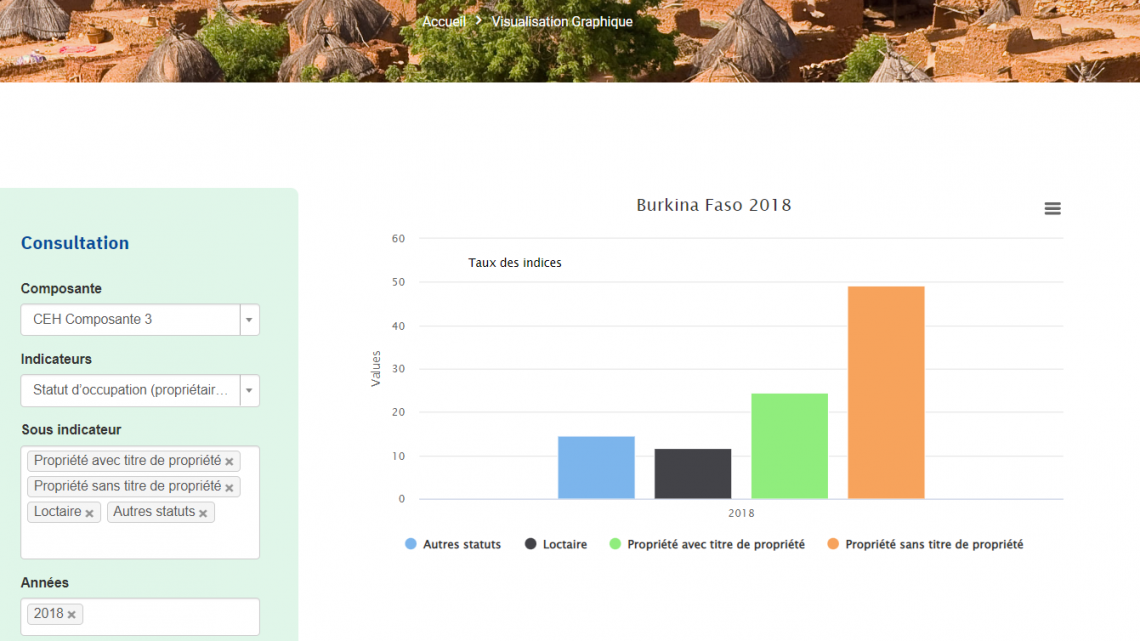 Accueil > Visualisation Graphique
Consultation
Composante
CEH Composante 3
Indicateurs
Statut d’occupation (propriétair…
Sous indicateur
Propriété avec titre de propriété ×
Propriété sans titre de propriété ×
Loctaire × Autres statuts ×
Années
2018 ×
Burkina Faso 2018
Taux des indices
Values
60
50
40
30
20
10
0
2018
Autres statuts Loctaire Propriété avec titre de propriété Propriété sans titre de propriété